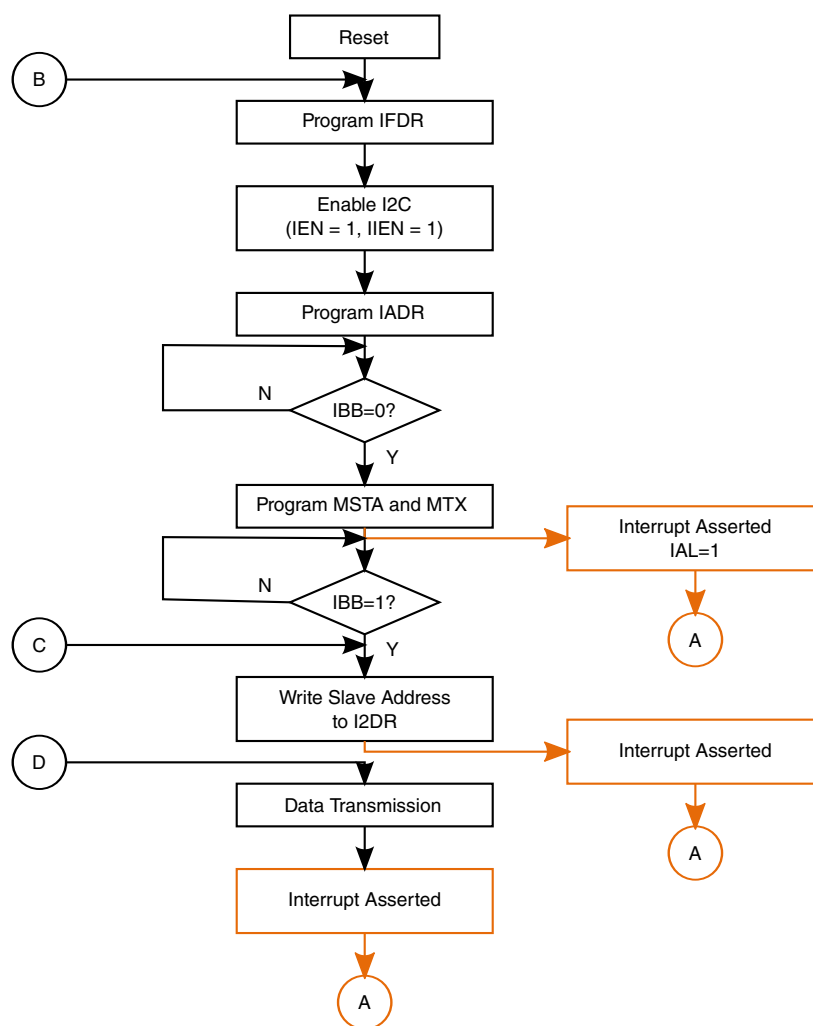 Reset
B
Program IFDR
Enable I2C
(IEN = 1, IIEN = 1)
Program IADR
N
IBB=0?
Y
Program MSTA and MTX
Interrupt Asserted
IAL=1
N
IBB=1?
A
C
Y
Write Slave Address
to I2DR
Interrupt Asserted
D
Data Transmission
A
Interrupt Asserted
A